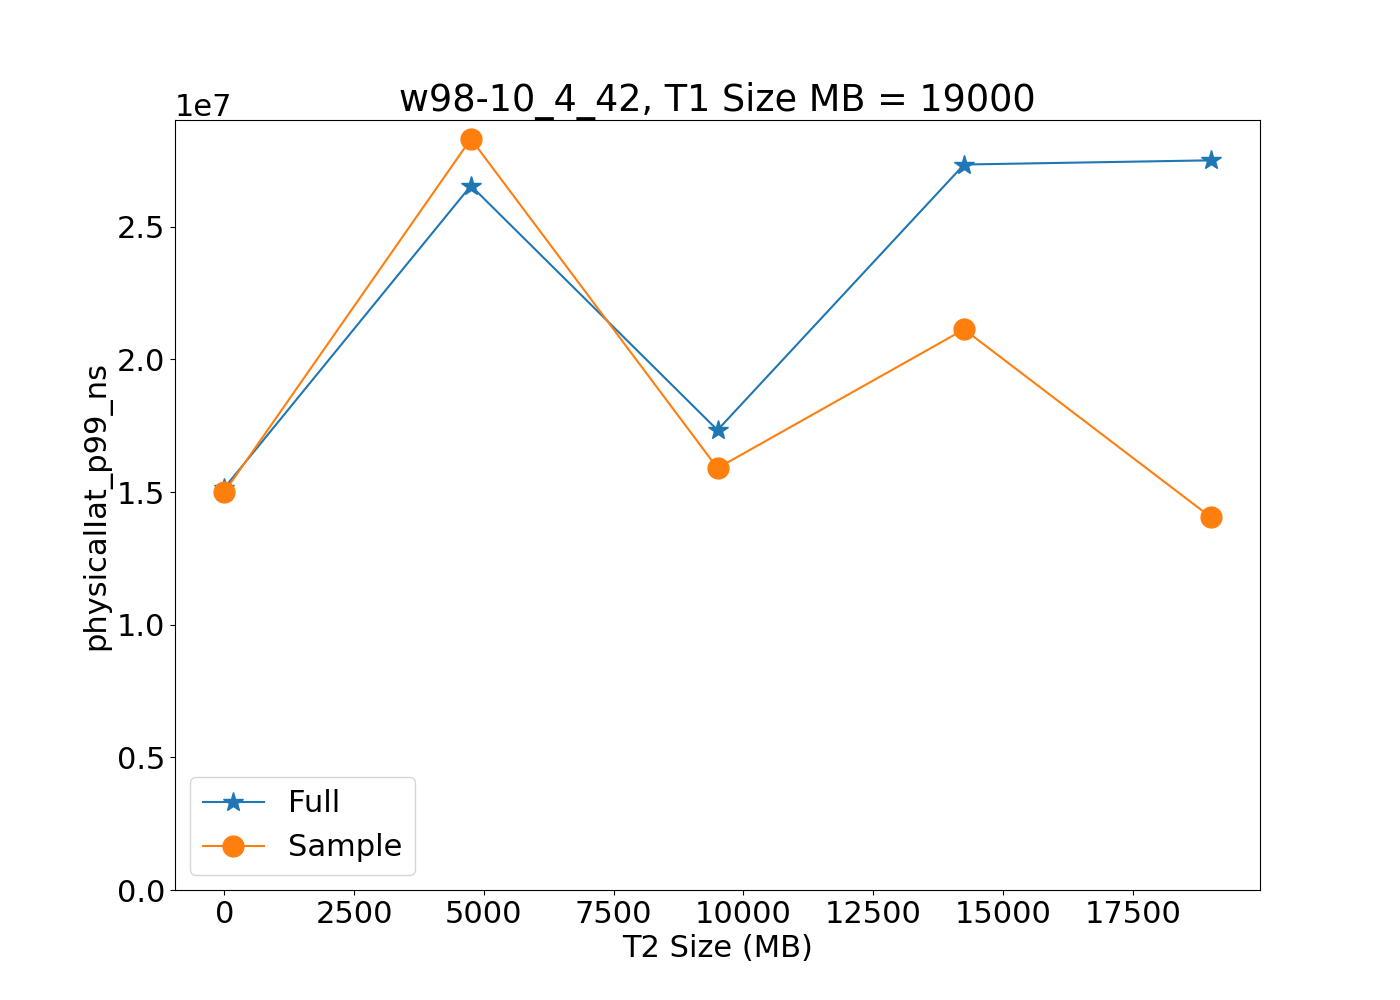 w98-10_4_42, T1 Size MB = 19000
1e7
2.5
2.0
1.5
1.0
0.5
0.0
physicallat_p99_ns
Full
Sample
0 2500 5000 7500 10000 12500 15000 17500
T2 Size (MB)